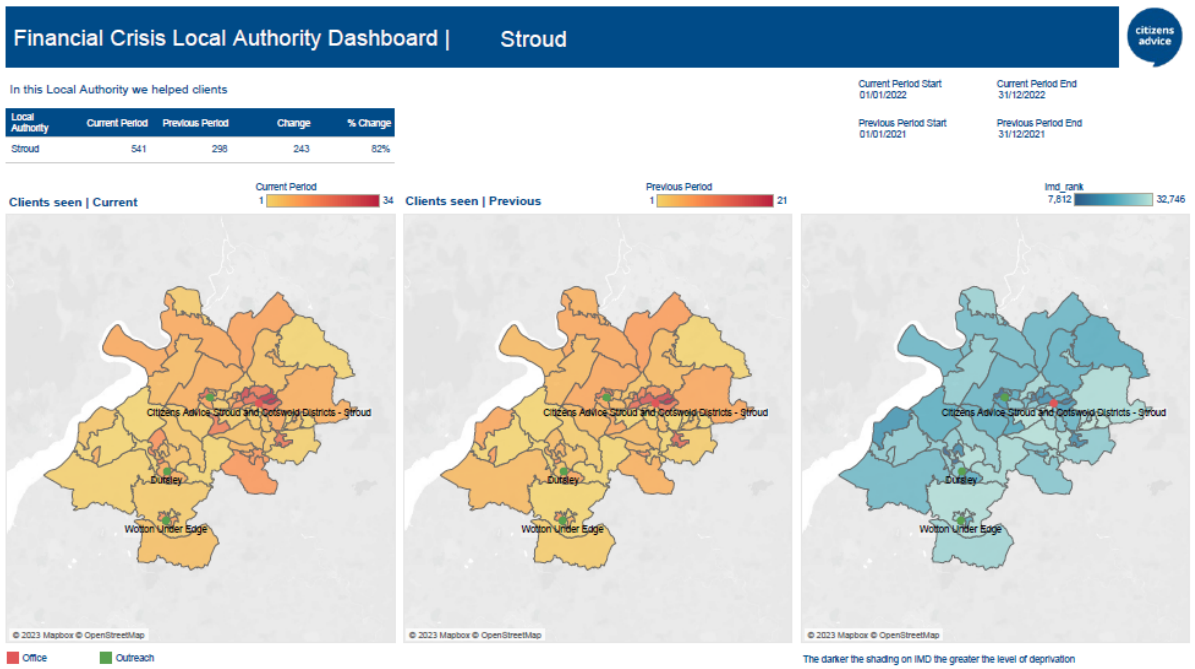 Financial Crisis Local Authority Dashboard | Stroud
citizens
advice
In this Local Authority we helped clients
Current Period Start
01/01/2022
Current Period End
31/12/2022
Previous Period Start
01/01/2021
Previous Period End
31/12/2021
Local
Authority Current Period Previous Period Change % Change
Stroud 541 298 243 82%
Clients seen | Current
Current Period
1 34
Clients seen | Previous
Previous Period
1 21
Imd_rank
7,812 32,746
Citizens Advice Stroud and Cotswold Districts - Stroud
Dursley
Wotton Under Edge
© 2023 Mapbox © OpenStreetMap
Citizens Advice Stroud and Cotswold Districts - Stroud
Dursley
Wotton Under Edge
© 2023 Mapbox © OpenStreetMap
Citizens Advice Stroud and Cotswold Districts - Stroud
Dursley
Wotton Under Edge
© 2023 Mapbox © OpenStreetMap
Office Outreach
The darker the shading on IMD the greater the level of deprivation